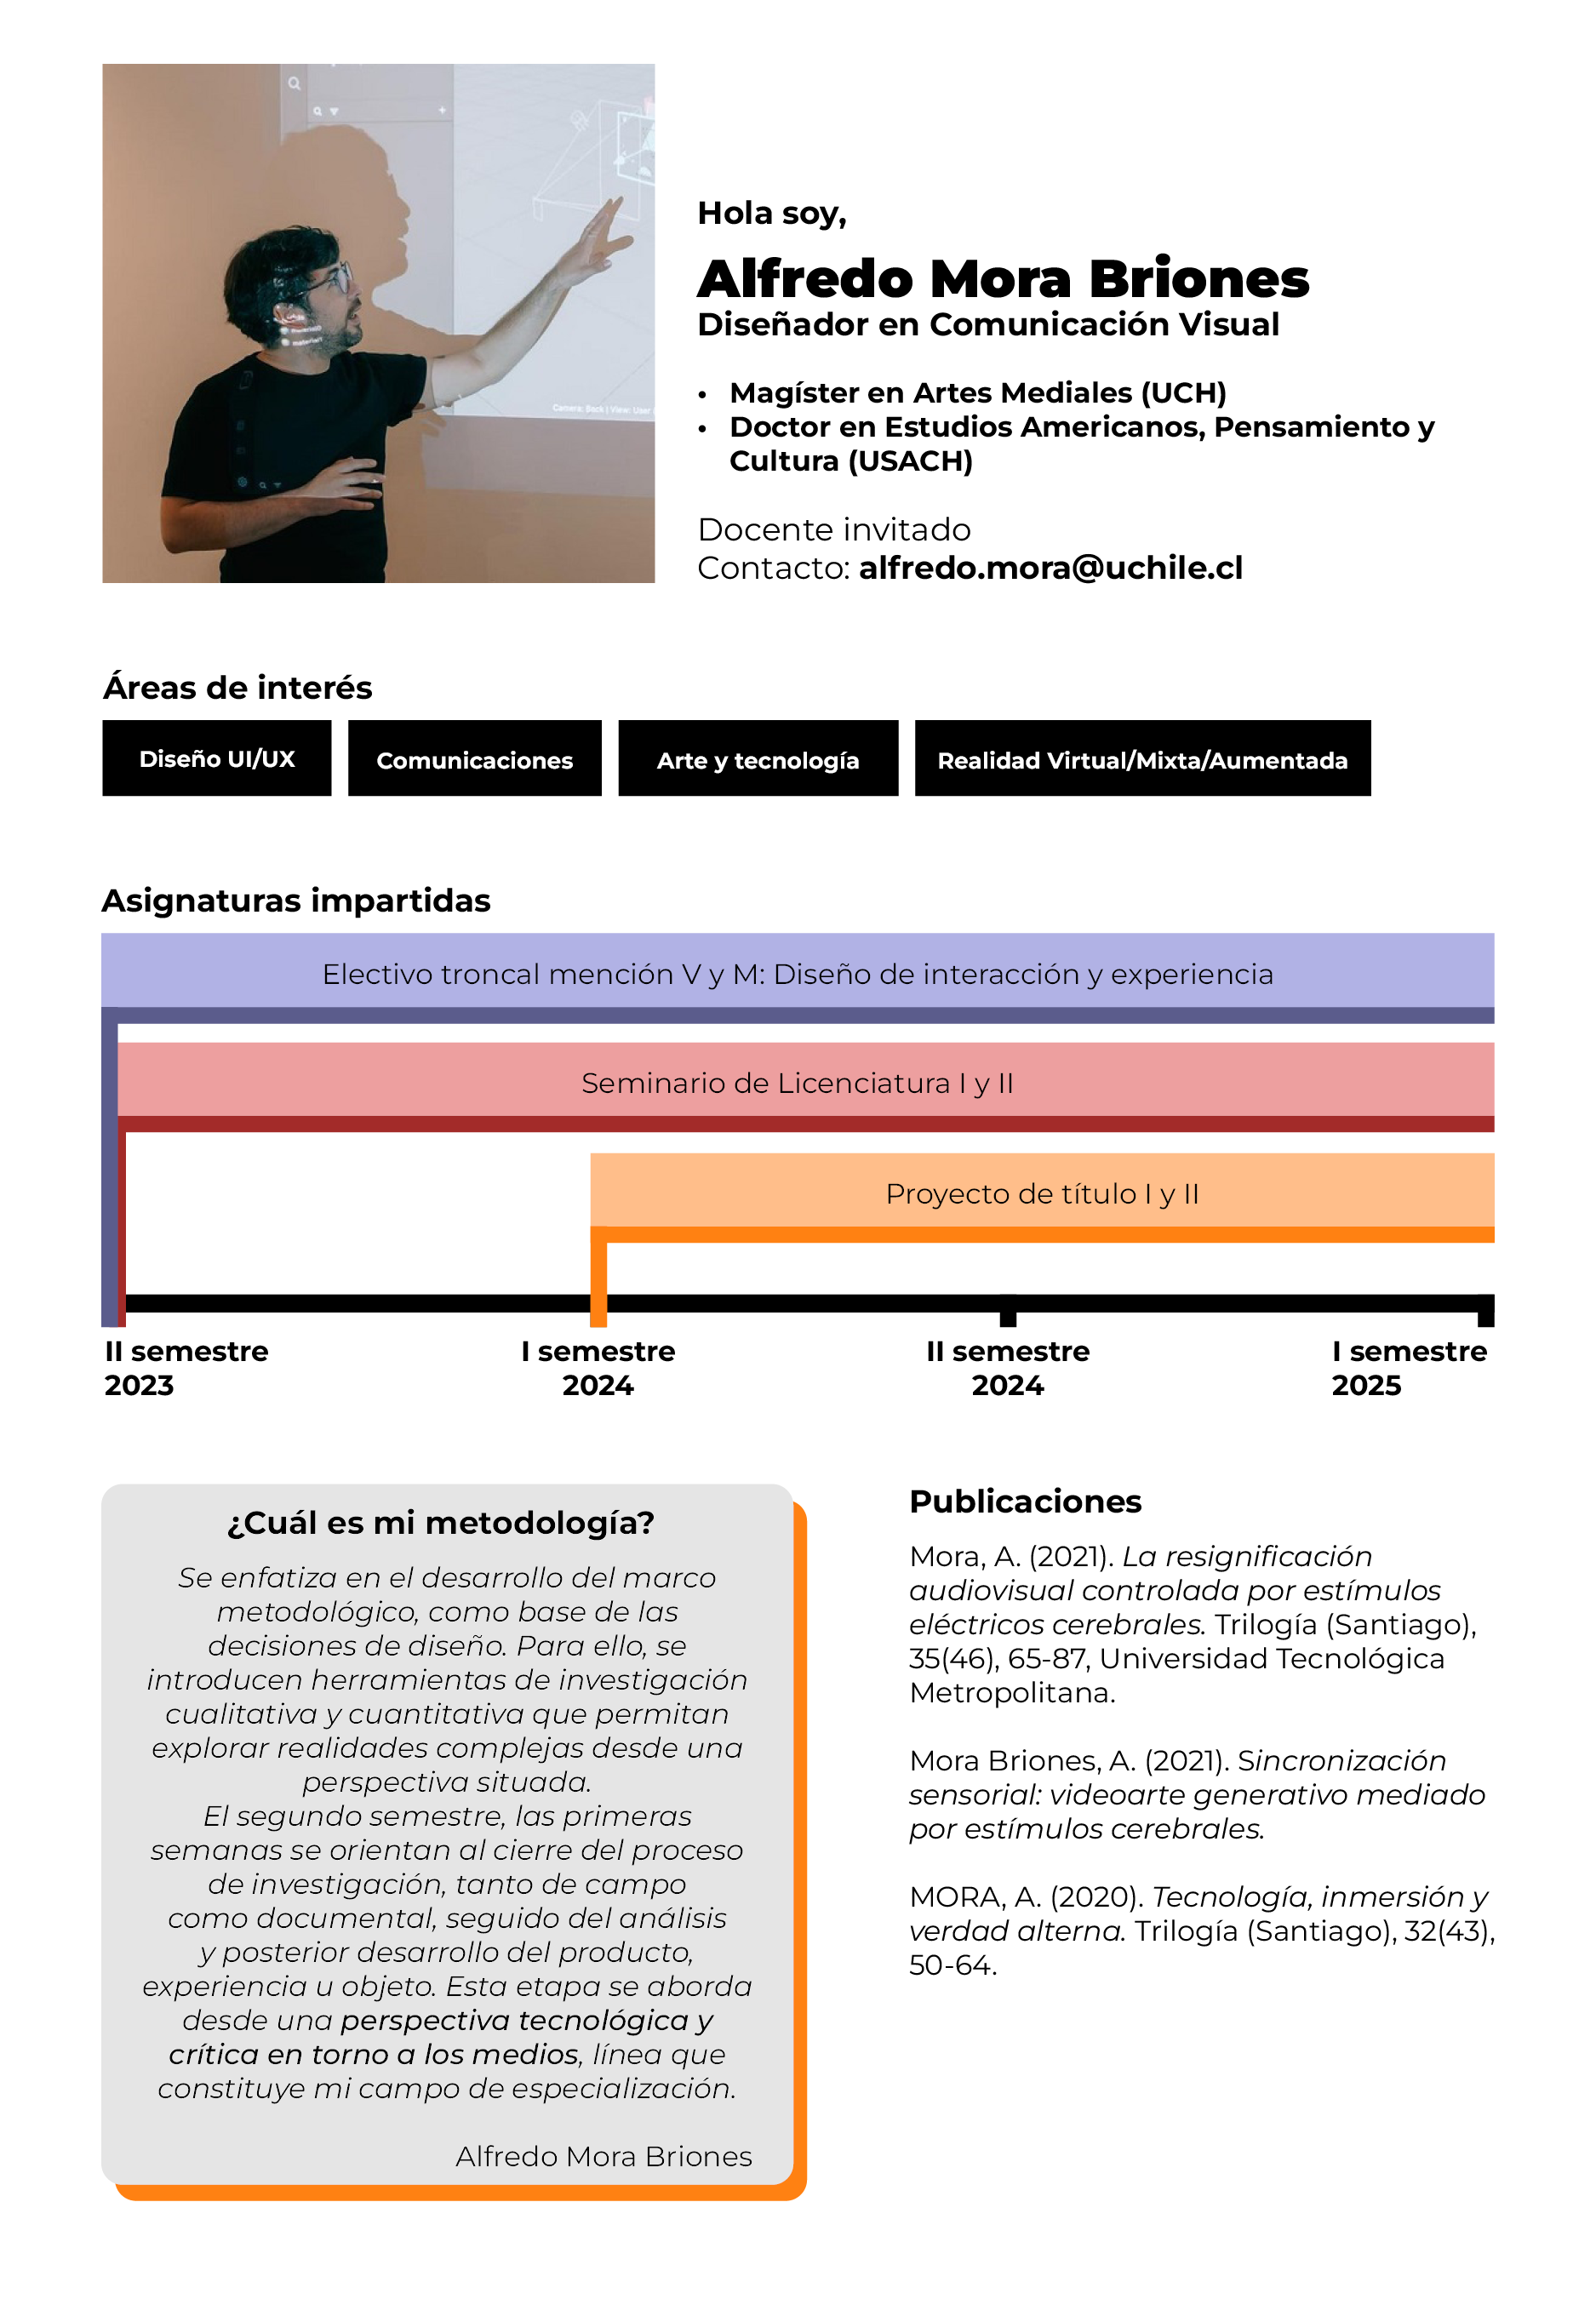 Camera: Back | View: User
material1
Hola soy,
Alfredo Mora Briones
Diseñador en Comunicación Visual
• Magíster en Artes Mediales (UCH)
• Doctor en Estudios Americanos, Pensamiento y
Cultura (USACH)
Docente invitado
Contacto: alfredo.mora@uchile.cl
Áreas de interés
Diseño UI/UX
Comunicaciones
Arte y tecnología
Realidad Virtual/Mixta/Aumentada
Asignaturas impartidas
Electivo troncal mención V y M: Diseño de interacción y experiencia
Seminario de Licenciatura I y II
Proyecto de título I y II
II semestre
2023
I semestre
2024
II semestre
2024
I semestre
2025
¿Cuál es mi metodología?
Se enfatiza en el desarrollo del marco
metodológico, como base de las
decisiones de diseño. Para ello, se
introducen herramientas de investigación
cualitativa y cuantitativa que permitan
explorar realidades complejas desde una
perspectiva situada.
El segundo semestre, las primeras
semanas se orientan al cierre del proceso
de investigación, tanto de campo
como documental, seguido del análisis
y posterior desarrollo del producto,
experiencia u objeto. Esta etapa se aborda
desde una perspectiva tecnológica y
crítica en torno a los medios, línea que
constituye mi campo de especialización.
Alfredo Mora Briones
Publicaciones
Mora, A. (2021). La resignificación
audiovisual controlada por estímulos
eléctricos cerebrales. Trilogía (Santiago),
35(46), 65-87, Universidad Tecnológica
Metropolitana.
Mora Briones, A. (2021). Sincronización
sensorial: videoarte generativo mediado
por estímulos cerebrales.
MORA, A. (2020). Tecnología, inmersión y
verdad alterna. Trilogía (Santiago), 32(43),
50-64.